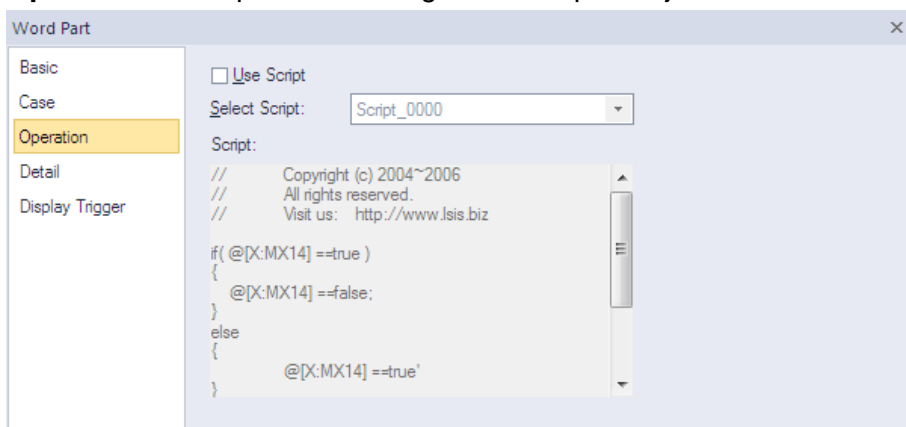 Word Part
Basic
Case
Operation
Detail
Display Trigger
Use Script
Select Script: Script_0000
Script:
// Copyright (c) 2004~2006
// All rights reserved.
// Visit us: http://www.lsis.biz
if( @[X:MX14] ==true )
{
@[X:MX14] ==false;
}
else
{
@[X:MX14] ==true'
}